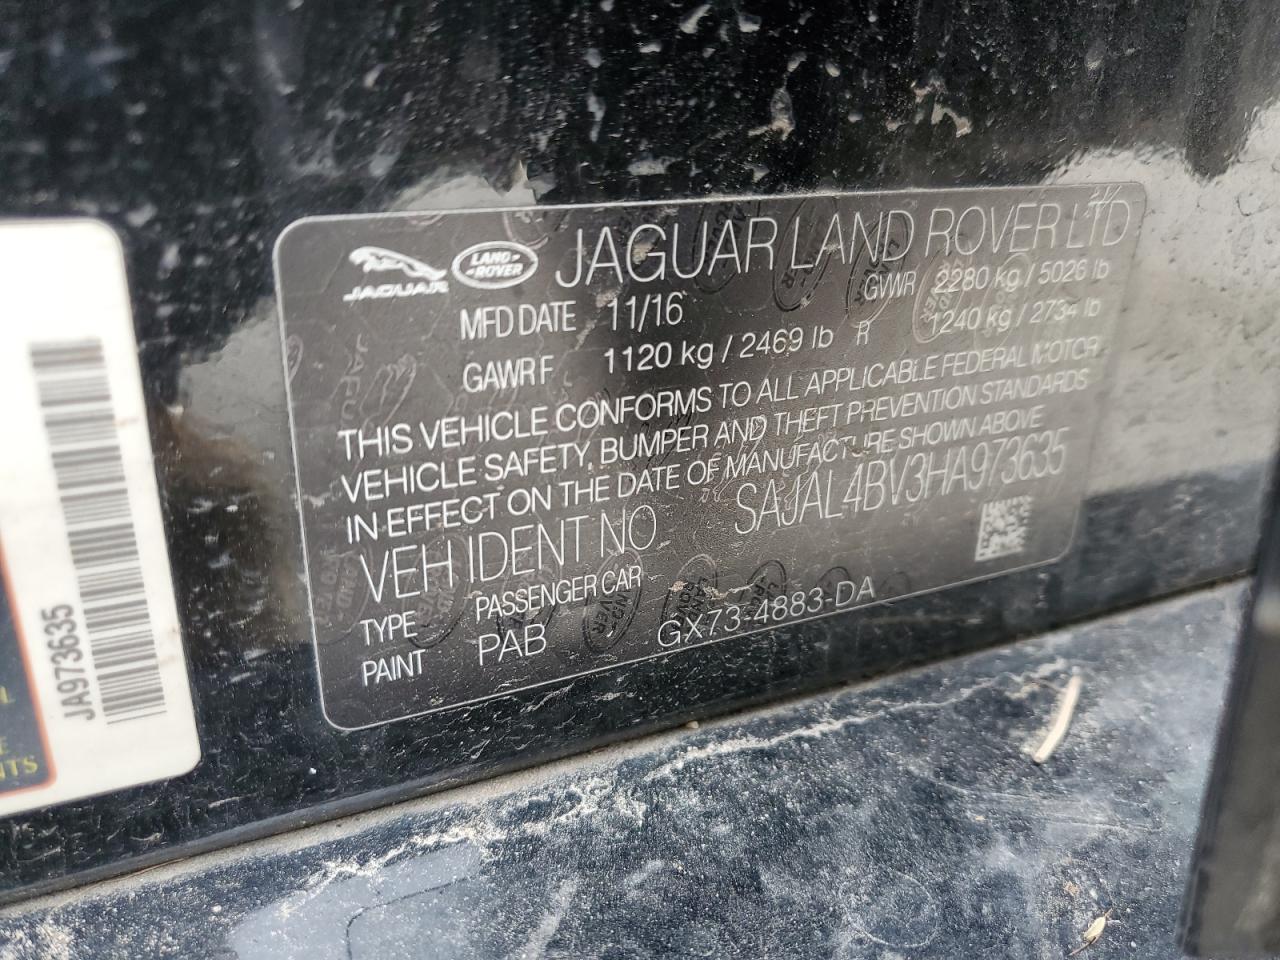 JAGUAR
LAND-
-ROVER
JAGUAR LAND ROVER LTD
MFD DATE 11/16 GVWR 2280 kg / 5026 lb
GAWR F 1120 kg / 2469 lb R 1240 kg / 2734 lb
THIS VEHICLE CONFORMS TO ALL APPLICABLE FEDERAL MOTOR
VEHICLE SAFETY, BUMPER AND THEFT PREVENTION STANDARDS
IN EFFECT ON THE DATE OF MANUFACTURE SHOWN ABOVE
VEH IDENT NO SAJAL4BV3HA973635
TYPE PASSENGER CAR
PAINT PAB GX73-4883-DA
JA973635